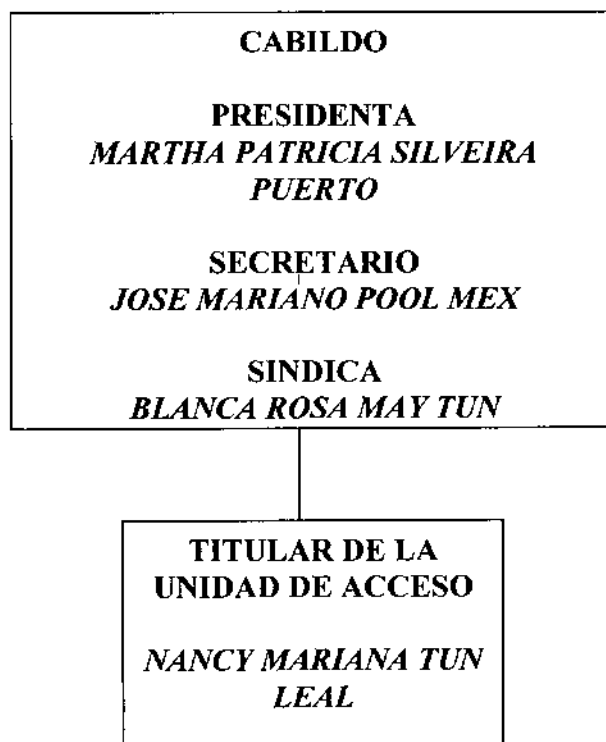 CABILDO
PRESIDENTA
MARTHA PATRICIA SILVEIRA
PUERTO
SECRETARIO
JOSE MARIANO POOL MEX
SINDICA
BLANCA ROSA MAY TUN
TITULAR DE LA
UNIDAD DE ACCESO
NANCY MARIANA TUN
LEAL